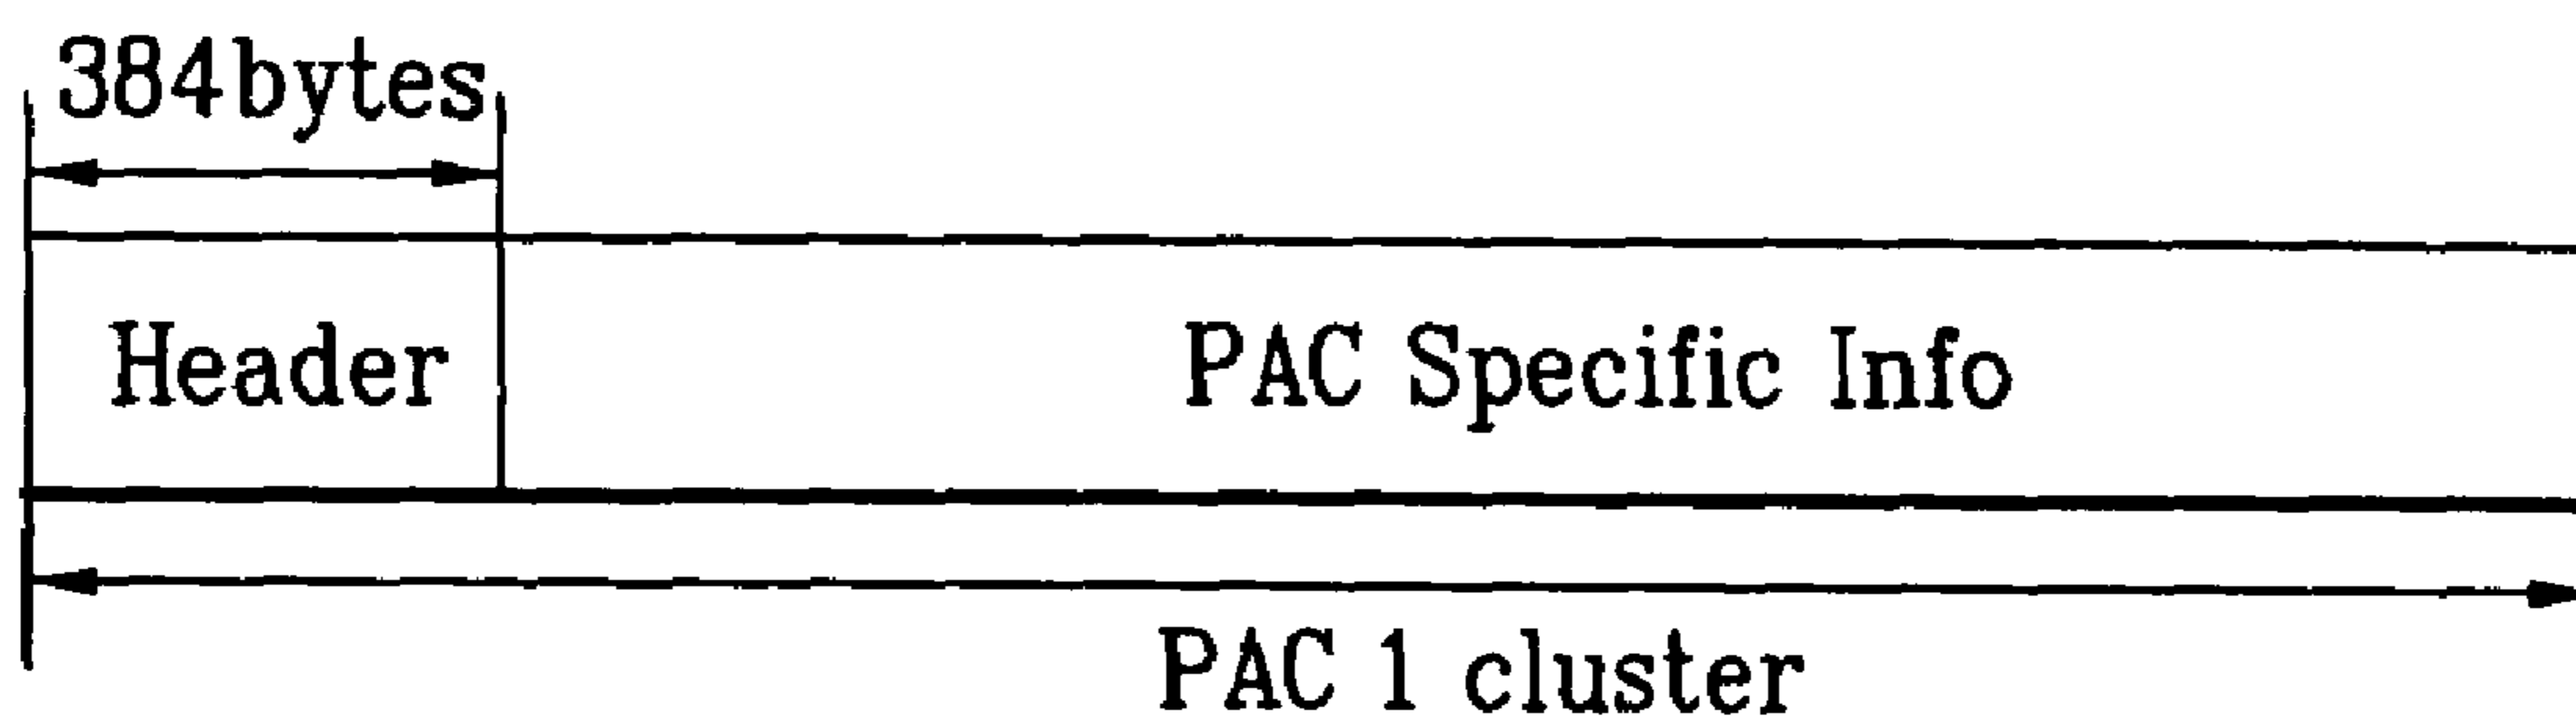 384bytes
Header
PAC Specific Info
PAC 1 cluster